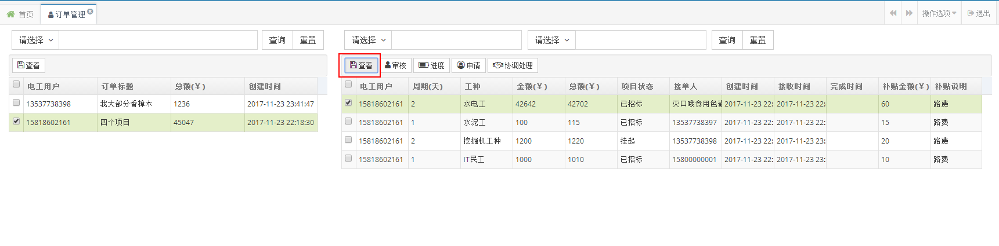 首页 订单管理 操作选项 退出
请选择 查询 重置 请选择 请选择 查询 重置
查看 查看 审核 进度 申请 协调处理
电工用户 订单标题 总额(¥) 创建时间
13537738398 我大部分香樟木 1236 2017-11-23 23:41:47
15818602161 四个项目 45047 2017-11-23 22:18:30
电工用户 周期(天) 工种 金额(¥) 总额(¥) 项目状态 接单人 创建时间 接收时间 完成时间 补贴金额(¥) 补贴说明
15818602161 2 水电工 42642 42702 已招标 灭口哦食用色素 2017-11-23 22: 2017-11-23 22: 60 路费
15818602161 1 水泥工 100 115 已招标 13537738397 2017-11-23 22: 2017-11-23 22: 15 路费
15818602161 2 挖掘机工种 1200 1220 挂起 13537738398 2017-11-23 22: 2017-11-23 23: 20 路费
15818602161 1 IT民工 1000 1010 已招标 15800000001 2017-11-23 22: 2017-11-23 23: 10 路费